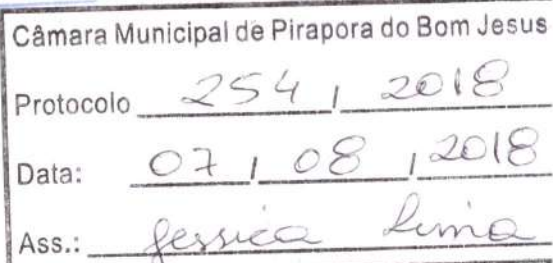 Câmara Municipal de Pirapora do Bom Jesus
Protocolo 254 / 2018
Data: 07 / 08 / 2018
Ass.: Jessica Lima